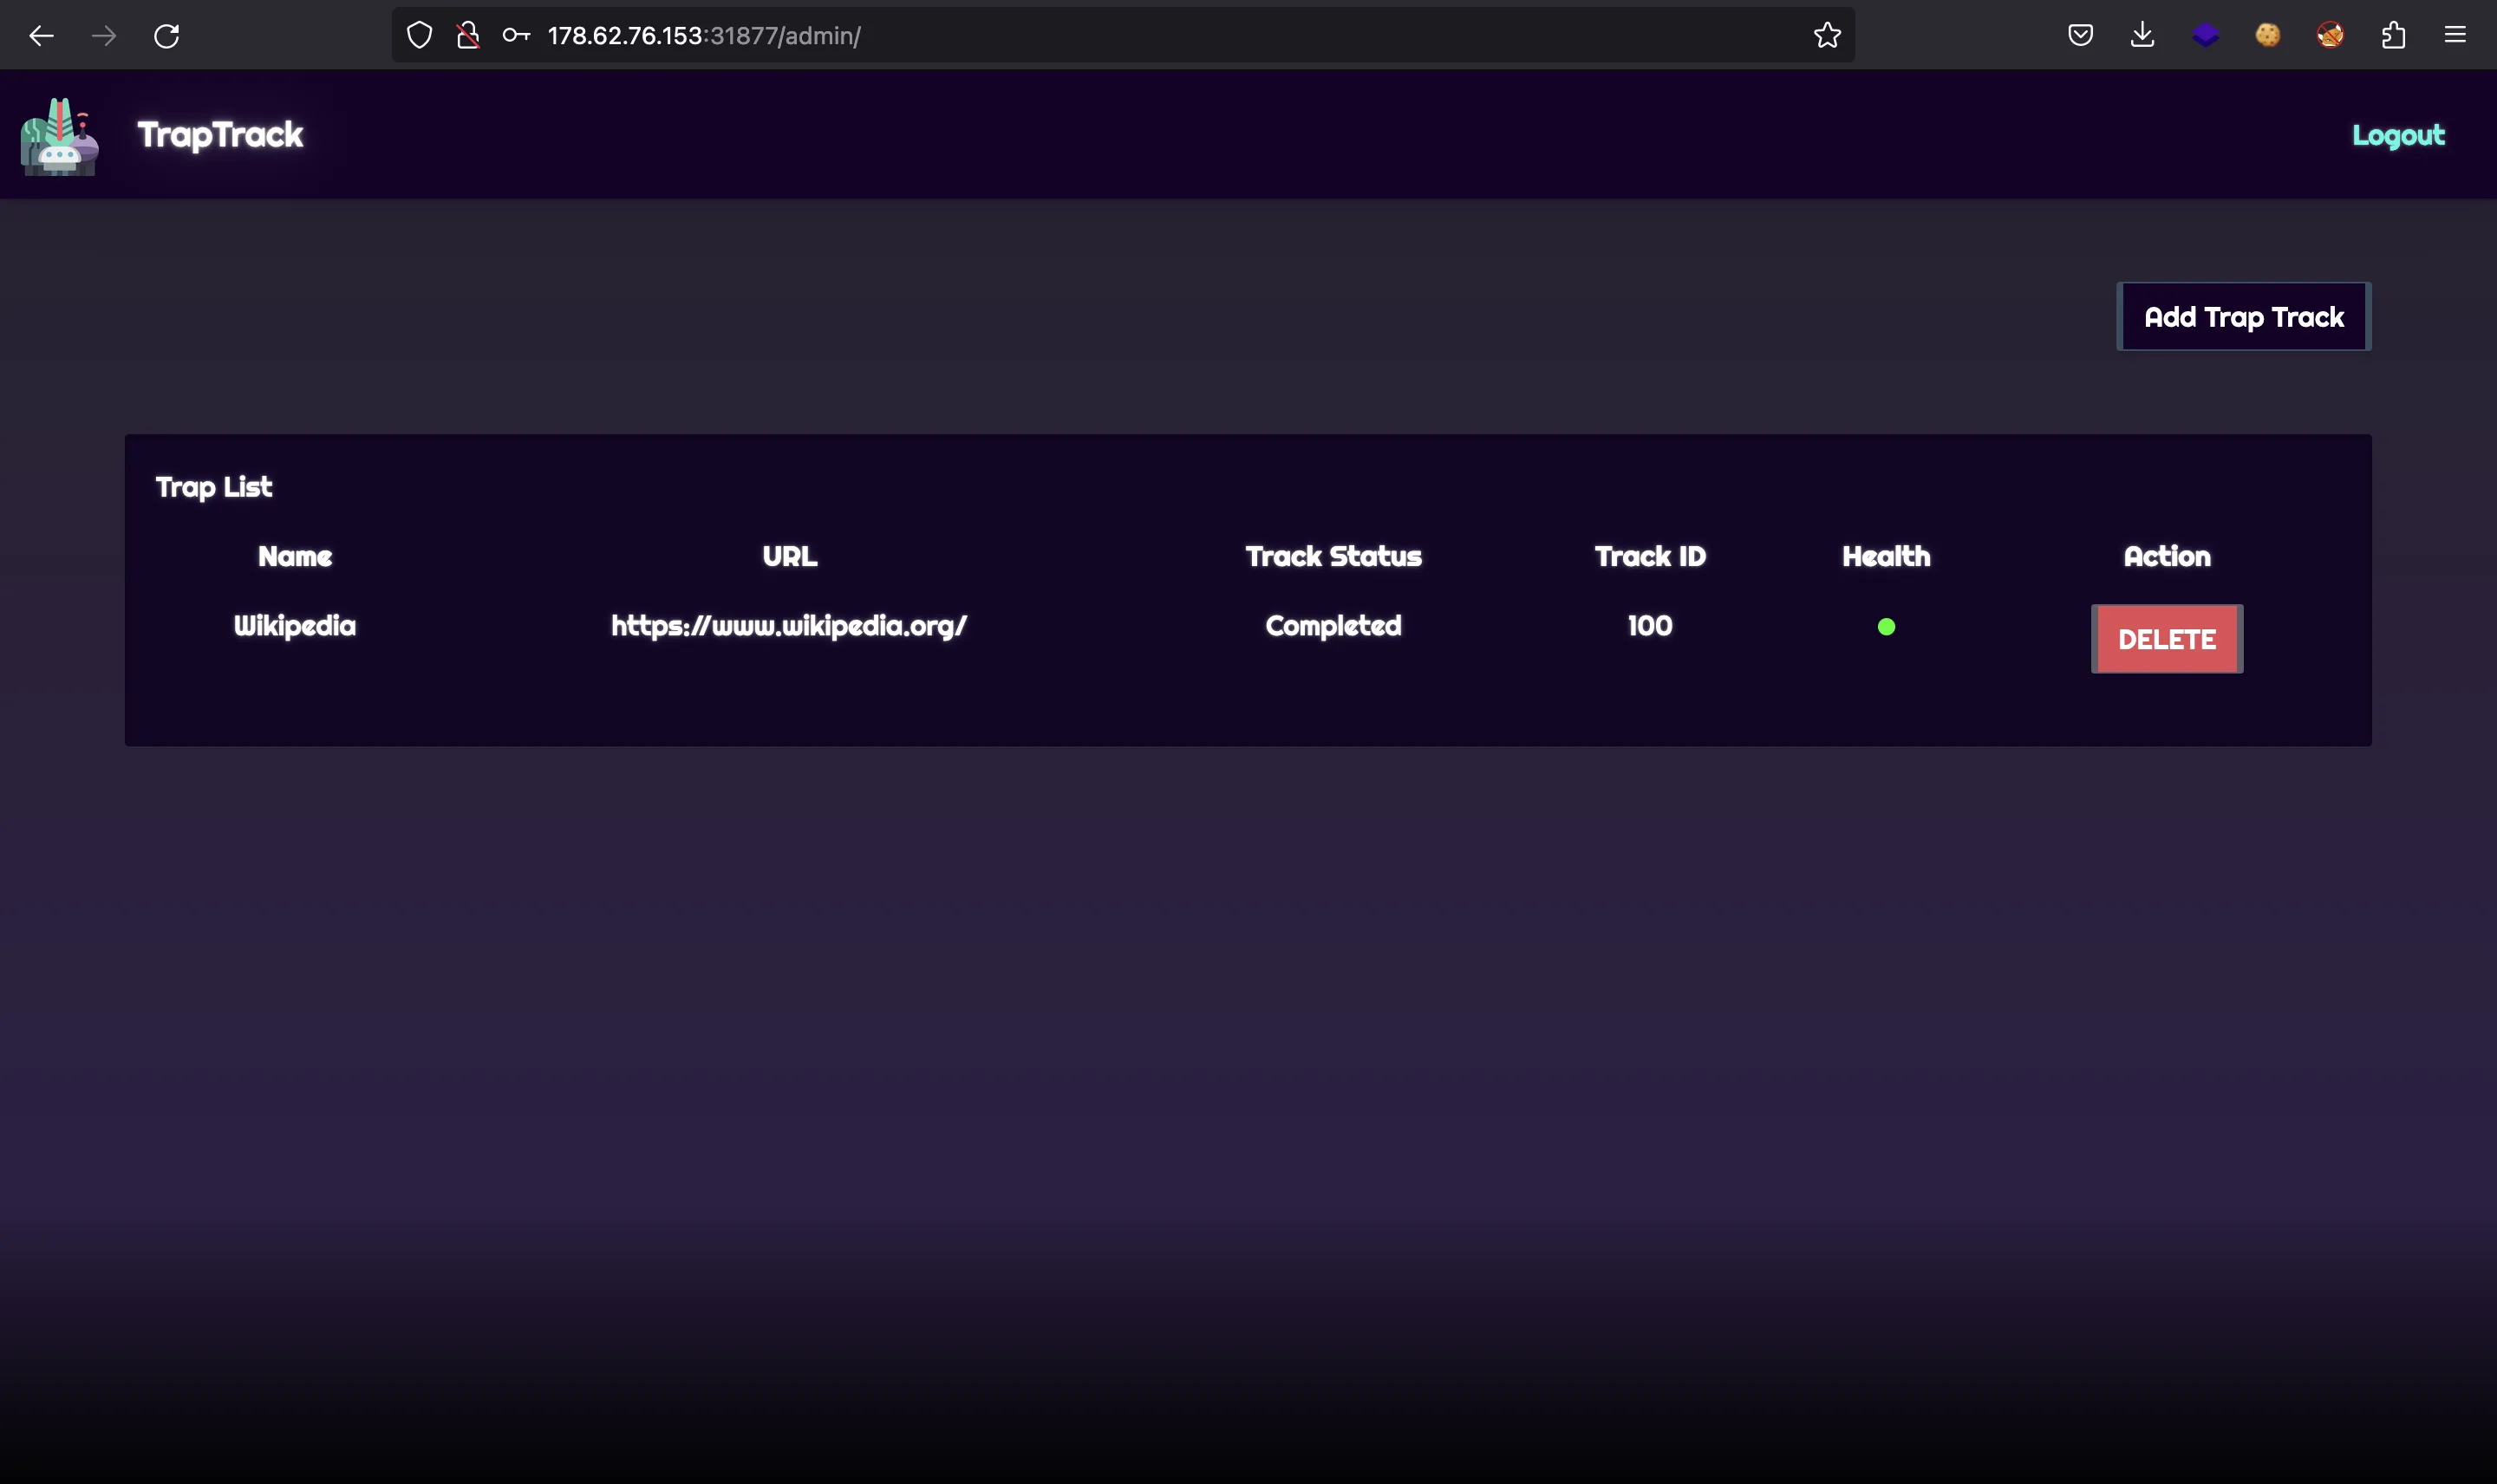 178.62.76.153:31877/admin/
TrapTrack
Logout
Add Trap Track
Trap List
Name URL Track Status Track ID Health Action
Wikipedia https://www.wikipedia.org/ Completed 100 DELETE